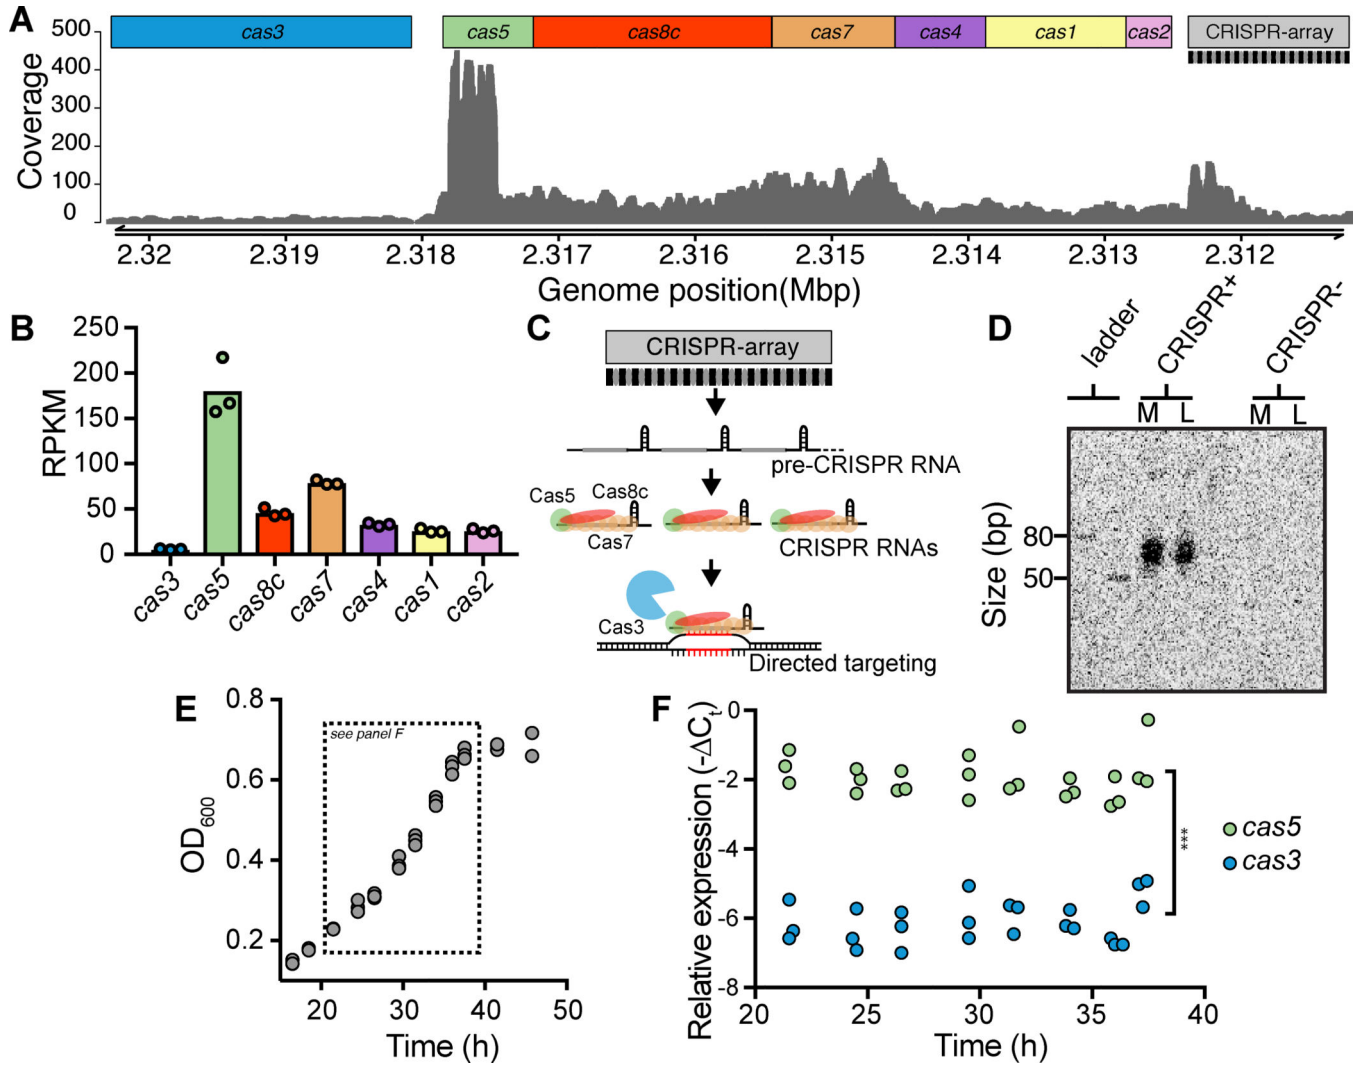 A
cas3 cas5 cas8c cas7 cas4 cas1 cas2 CRISPR-array
Coverage
500
400
300
200
100
0
2.32 2.319 2.318 2.317 2.316 2.315 2.314 2.313 2.312
Genome position(Mbp)
B
RPKM
250
200
150
100
50
0
cas3 cas5 cas8c cas7 cas4 cas1 cas2
C
CRISPR-array
pre-CRISPR RNA
Cas5 Cas8c
Cas7
CRISPR RNAs
Cas3
Directed targeting
D
ladder CRISPR+ CRISPR-
M L M L
Size (bp)
80
50
E
see panel F
OD600
0.8
0.6
0.4
0.2
20 30 40 50
Time (h)
F
Relative expression (-ΔCt)
0
-2
-4
-6
-8
20 25 30 35 40
Time (h)
***
cas5
cas3